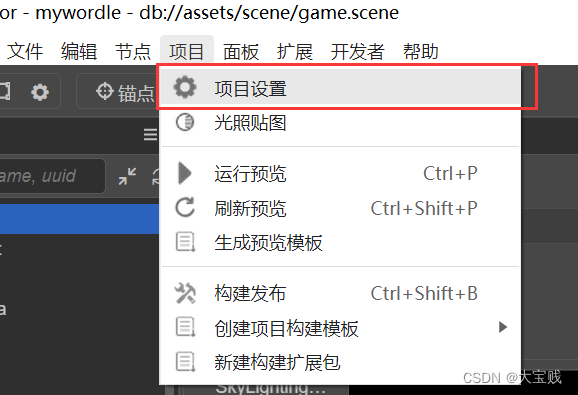 or - mywordle - db://assets/scene/game.scene
文件 编辑 节点 项目 面板 扩展 开发者 帮助
锚点
项目设置
光照贴图
ame, uuid
运行预览 Ctrl+P
刷新预览 Ctrl+Shift+P
生成预览模板
构建发布 Ctrl+Shift+B
创建项目构建模板
新建构建扩展包
SkyLighting...
CSDN @大宝贱